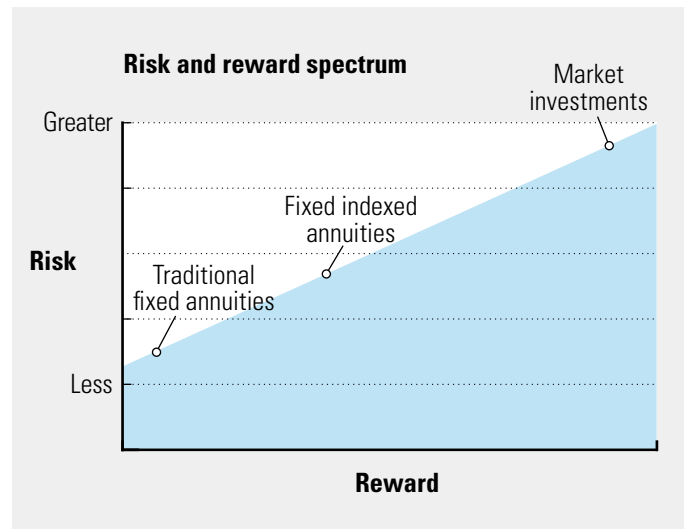 Risk and reward spectrum
Market
investments
Greater
Fixed indexed
annuities
Risk
Traditional
fixed annuities
Less
Reward